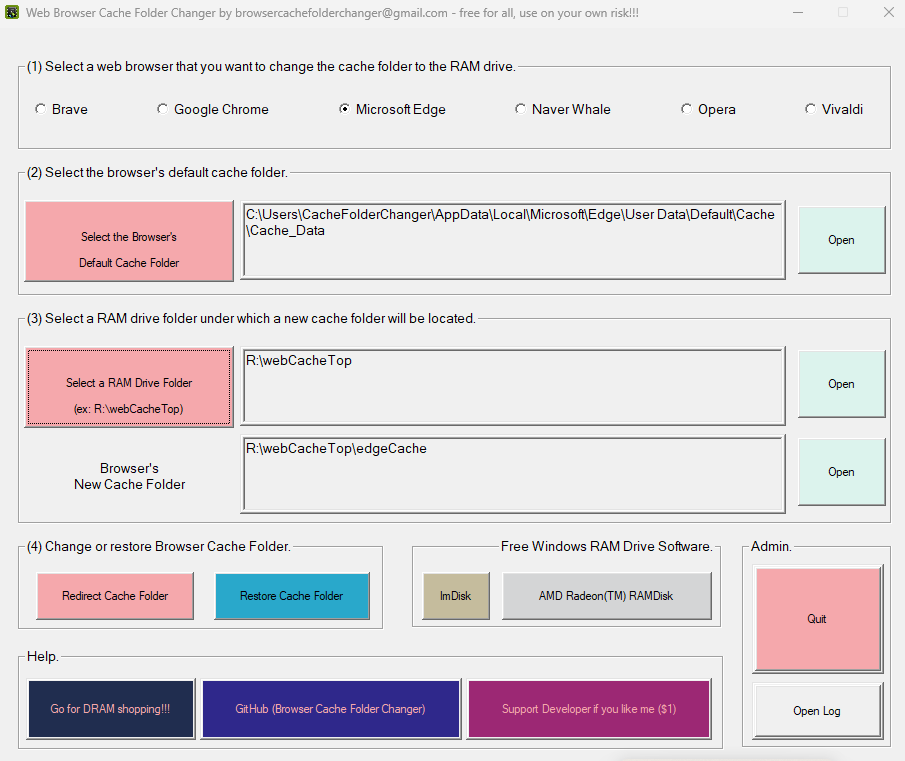 Web Browser Cache Folder Changer by browsercachefolderchanger@gmail.com - free for all, use on your own risk!!!
(1) Select a web browser that you want to change the cache folder to the RAM drive.
Brave
Google Chrome
Microsoft Edge
Naver Whale
Opera
Vivaldi
(2) Select the browser's default cache folder.
Select the Browser's
Default Cache Folder
C:\Users\CacheFolderChanger\AppData\Local\Microsoft\Edge\User Data\Default\Cache
\Cache_Data
Open
(3) Select a RAM drive folder under which a new cache folder will be located.
Select a RAM Drive Folder
(ex: R:\webCacheTop)
R:\webCacheTop
Open
Browser's
New Cache Folder
R:\webCacheTop\edgeCache
Open
(4) Change or restore Browser Cache Folder.
Redirect Cache Folder
Restore Cache Folder
Free Windows RAM Drive Software.
ImDisk
AMD Radeon(TM) RAMDisk
Admin.
Quit
Open Log
Help.
Go for DRAM shopping!!!
GitHub (Browser Cache Folder Changer)
Support Developer if you like me ($1)